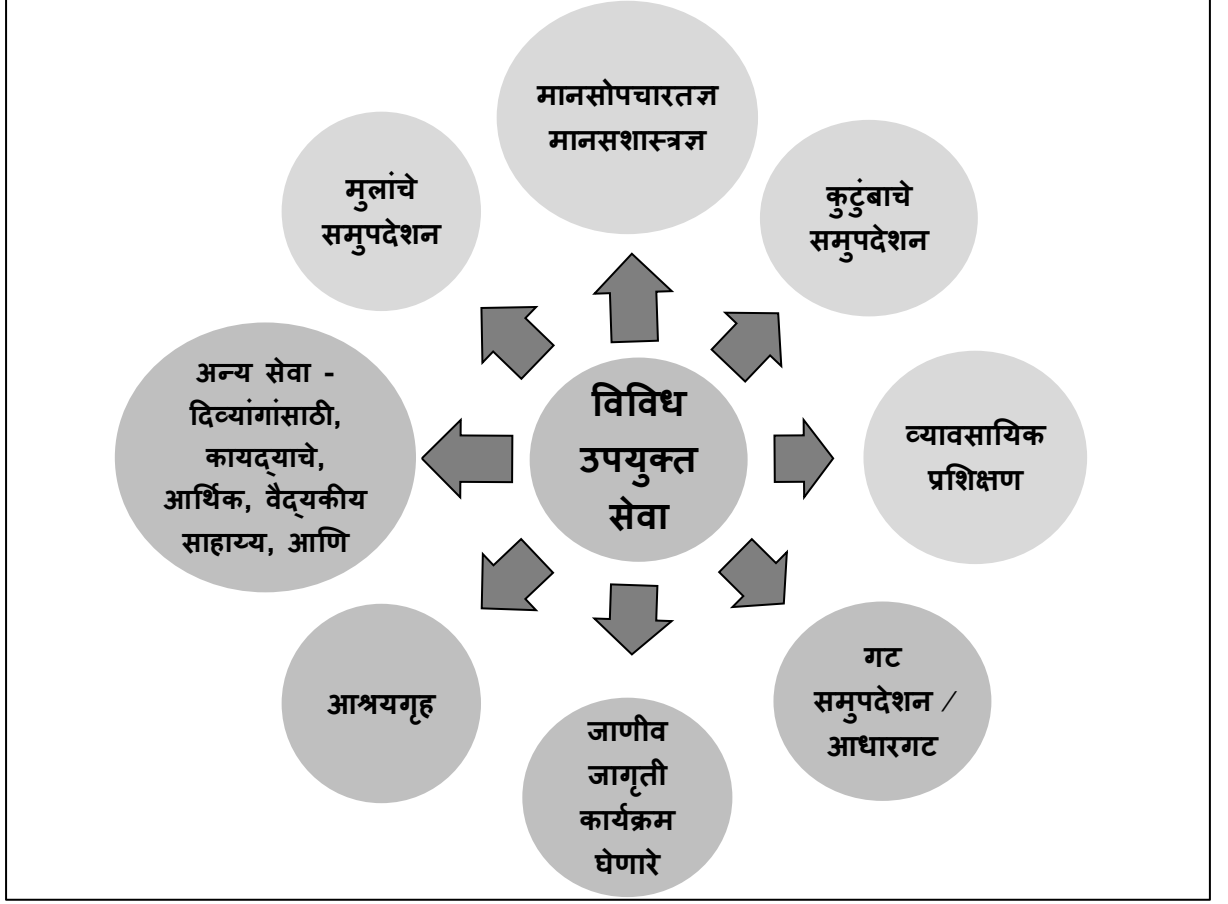 मानसोपचारतज्ञ
मानसशास्त्रज्ञ
मुलांचे
समुपदेशन
कुटुंबाचे
समुपदेशन
अन्य सेवा -
दिव्यांगांसाठी,
कायद्याचे,
आर्थिक, वैद्यकीय
साहाय्य, आणि
विविध
उपयुक्त
सेवा
व्यावसायिक
प्रशिक्षण
आश्रयगृह
जाणीव
जागृती
कार्यक्रम
घेणारे
गट
समुपदेशन /
आधारगट